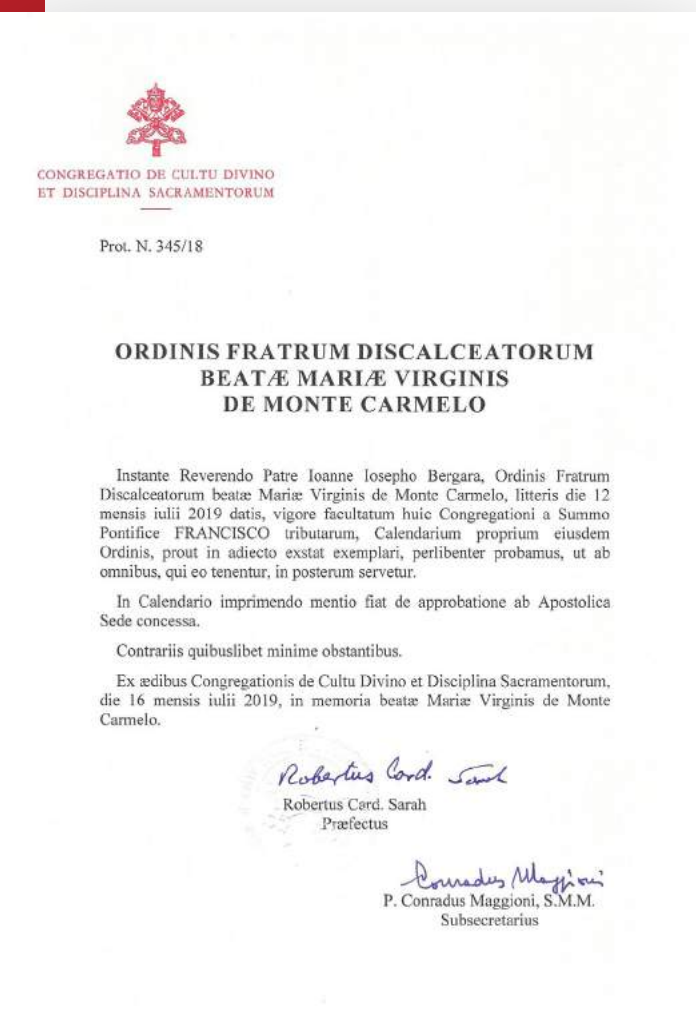 CONGREGATIO DE CULTU DIVINO
ET DISCIPLINA SACRAMENTORUM
Prot. N. 345/18
ORDINIS FRATRUM DISCALCEATORUM
BEATÆ MARIÆ VIRGINIS
DE MONTE CARMELO
Instante Reverendo Patre Ioanne Iosepho Bergara, Ordinis Fratrum
Discalceatorum beatæ Mariæ Virginis de Monte Carmelo, litteris die 12
mensis iulii 2019 datis, vigore facultatum huic Congregationi a Summo
Pontifice FRANCISCO tributarum, Calendarium proprium eiusdem
Ordinis, prout in adiecto exstat exemplari, perlibenter probamus, ut ab
omnibus, qui eo tenentur, in posterum servetur.
In Calendario imprimendo mentio fiat de approbatione ab Apostolica
Sede concessa.
Contrariis quibuslibet minime obstantibus.
Ex ædibus Congregationis de Cultu Divino et Disciplina Sacramentorum,
die 16 mensis iulii 2019, in memoria beatæ Mariæ Virginis de Monte
Carmelo.
Robertus Card. Sarah
Robertus Card. Sarah
Præfectus
Conradus Maggioni
P. Conradus Maggioni, S.M.M.
Subsecretarius